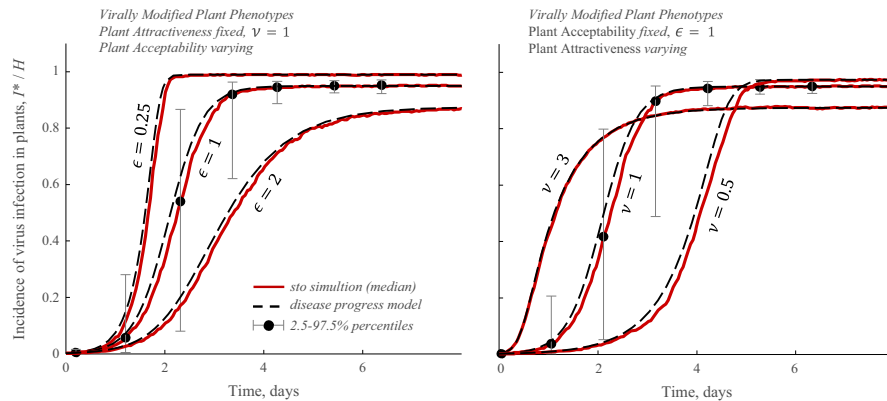 Virally Modified Plant Phenotypes
Plant Attractiveness fixed, ν = 1
Plant Acceptability varying
Virally Modified Plant Phenotypes
Plant Acceptability fixed, ϵ = 1
Plant Attractiveness varying
Incidence of virus infection in plants, I* / H
1
0.8
0.6
0.4
0.2
0
ϵ = 0.25
ϵ = 1
ϵ = 2
sto simultion (median)
disease progress model
2.5-97.5% percentiles
0
2
4
6
Time, days
ν = 3
ν = 1
ν = 0.5
0
2
4
6
Time, days